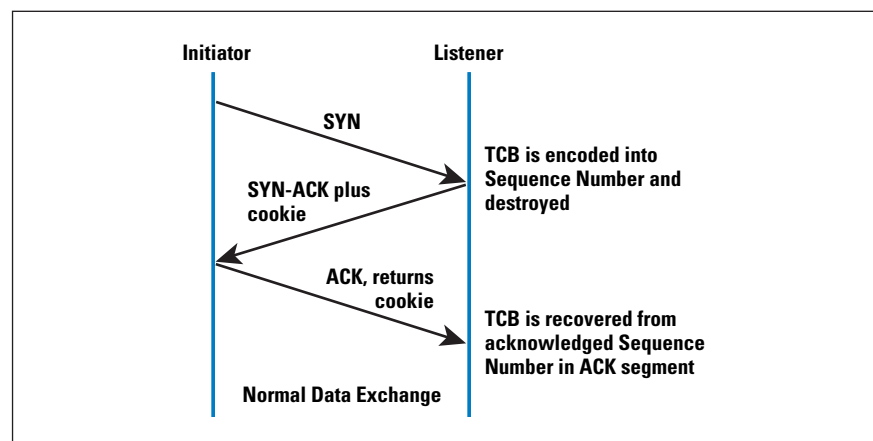 Initiator
Listener
SYN
TCB is encoded into
Sequence Number and
destroyed
SYN-ACK plus
cookie
ACK, returns
cookie
TCB is recovered from
acknowledged Sequence
Number in ACK segment
Normal Data Exchange